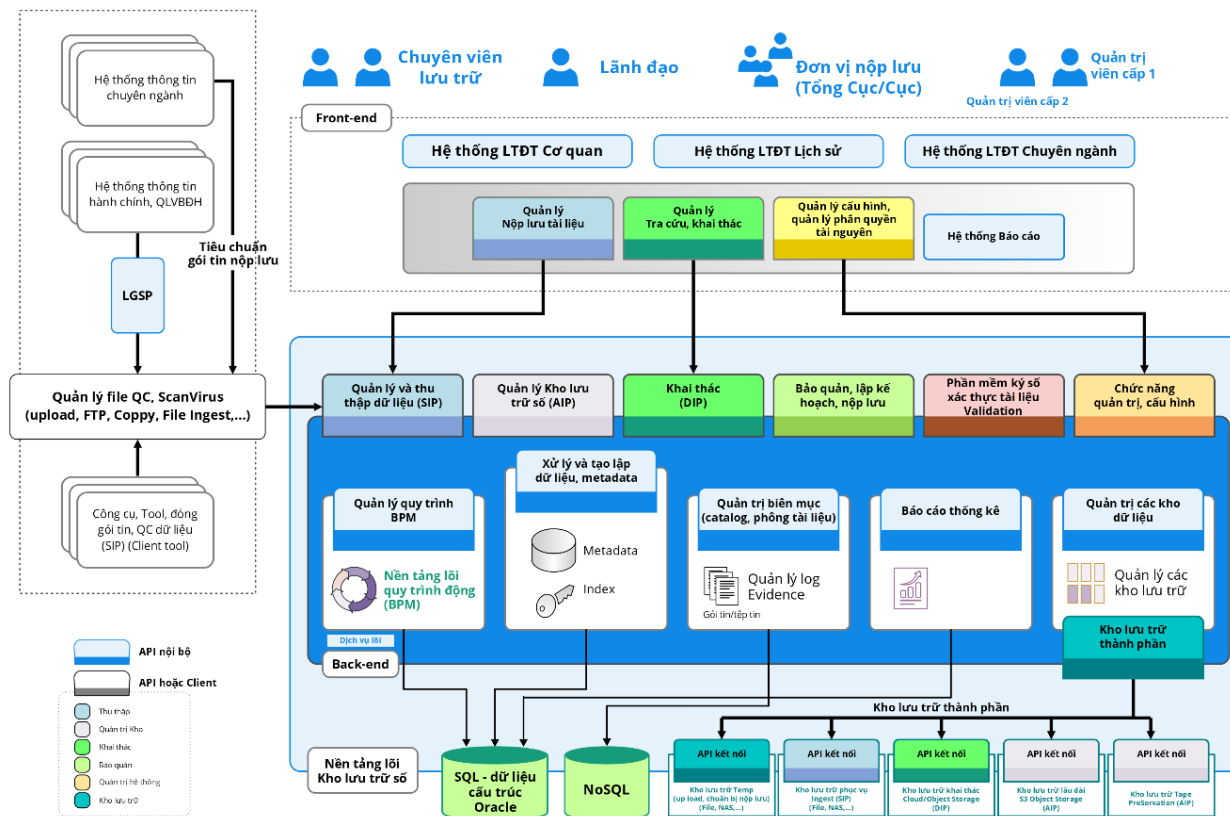 Hệ thống thông tin
chuyên ngành
Hệ thống thông tin
hành chính, QLVBĐH
Tiêu chuẩn
gói tin nộp lưu
LGSP
Quản lý file QC, ScanVirus
(upload, FTP, Coppy, File Ingest,...)
Công cụ, Tool, đóng
gói tin, QC dữ liệu
(SIP) (Client tool)
Chuyên viên
lưu trữ
Lãnh đạo
Đơn vị nộp lưu
(Tổng Cục/Cục)
Quản trị
viên cấp 1
Quản trị viên cấp 2
Front-end
Hệ thống LTĐT Cơ quan
Hệ thống LTĐT Lịch sử
Hệ thống LTĐT Chuyên ngành
Quản lý
Nộp lưu tài liệu
Quản lý
Tra cứu, khai thác
Quản lý cấu hình,
quản lý phân quyền
tài nguyên
Hệ thống Báo cáo
Quản lý và thu
thập dữ liệu (SIP)
Quản lý Kho lưu
trữ số (AIP)
Khai thác
(DIP)
Bảo quản, lập kế
hoạch, nộp lưu
Phần mềm ký số
xác thực tài liệu
Validation
Chức năng
quản trị, cấu hình
Quản lý quy trình
BPM
Nền tảng lõi
quy trình động
(BPM)
Xử lý và tạo lập
dữ liệu, metadata
Metadata
Index
Quản trị biên mục
(catalog, phông tài liệu)
Quản lý log
Evidence
Gói tin/tệp tin
Báo cáo thống kê
Quản trị các kho
dữ liệu
Quản lý các
kho lưu trữ
Kho lưu trữ
thành phần
Dịch vụ lõi
Back-end
Kho lưu trữ thành phần
Nền tảng lõi
Kho lưu trữ số
SQL - dữ liệu
cấu trúc
Oracle
NoSQL
API kết nối
Kho lưu trữ Temp
(up load, chuẩn bị nộp lưu)
(File, NAS,...)
API kết nối
Kho lưu trữ phục vụ
Ingest (SIP)
(File, NAS,...)
API kết nối
Kho lưu trữ khai thác
Cloud/Object Storage
(DIP)
API kết nối
Kho lưu trữ lâu dài
S3 Object Storage
(AIP)
API kết nối
Kho lưu trữ Tape
ProServation (AIP)
API nội bộ
API hoặc Client
Thu thập
Quản trị Kho
Khai thác
Bảo quản
Quản trị hệ thống
Kho lưu trữ